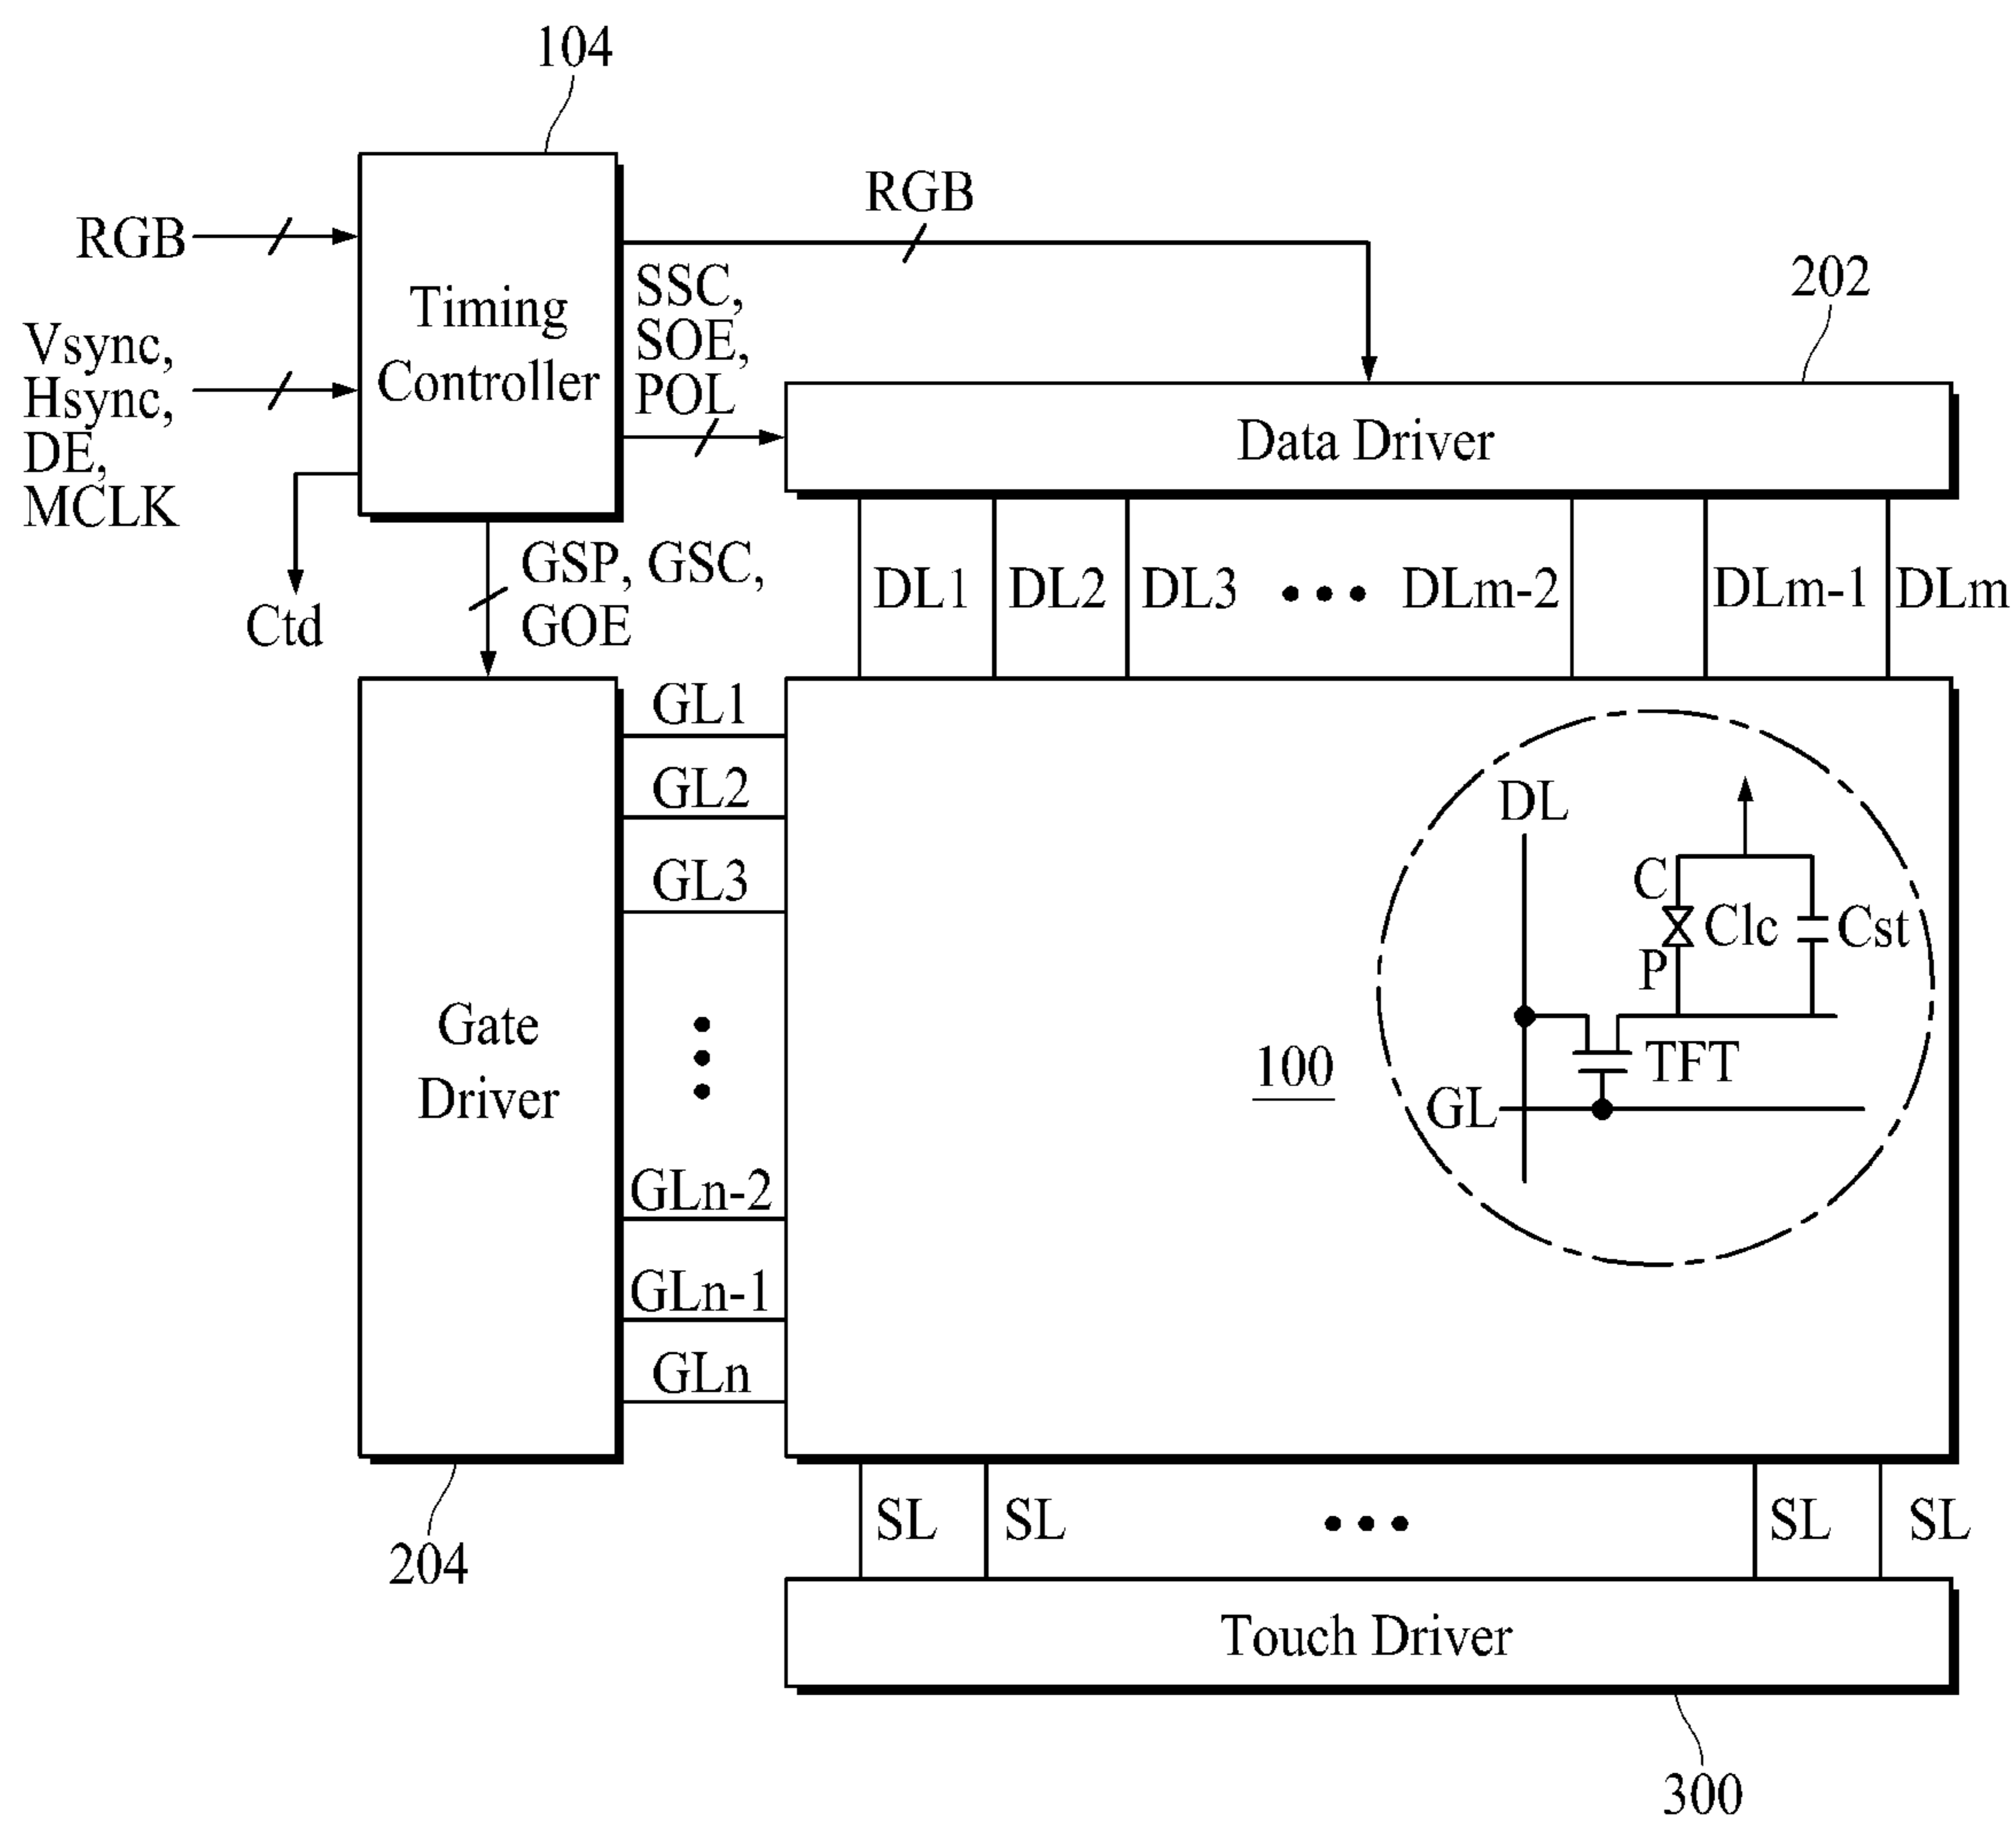 104
RGB
RGB
Timing
Controller
SSC,
SOE,
POL
202
Vsync,
Hsync,
DE,
MCLK
Data Driver
Ctd
GSP, GSC,
GOE
DL1 DL2 DL3 ••• DLm-2 DLm-1 DLm
GL1
GL2
GL3
GLn-2
GLn-1
GLn
Gate
Driver
100
DL
C
Clc
Cst
P
TFT
GL
SL SL ••• SL SL
204
Touch Driver
300